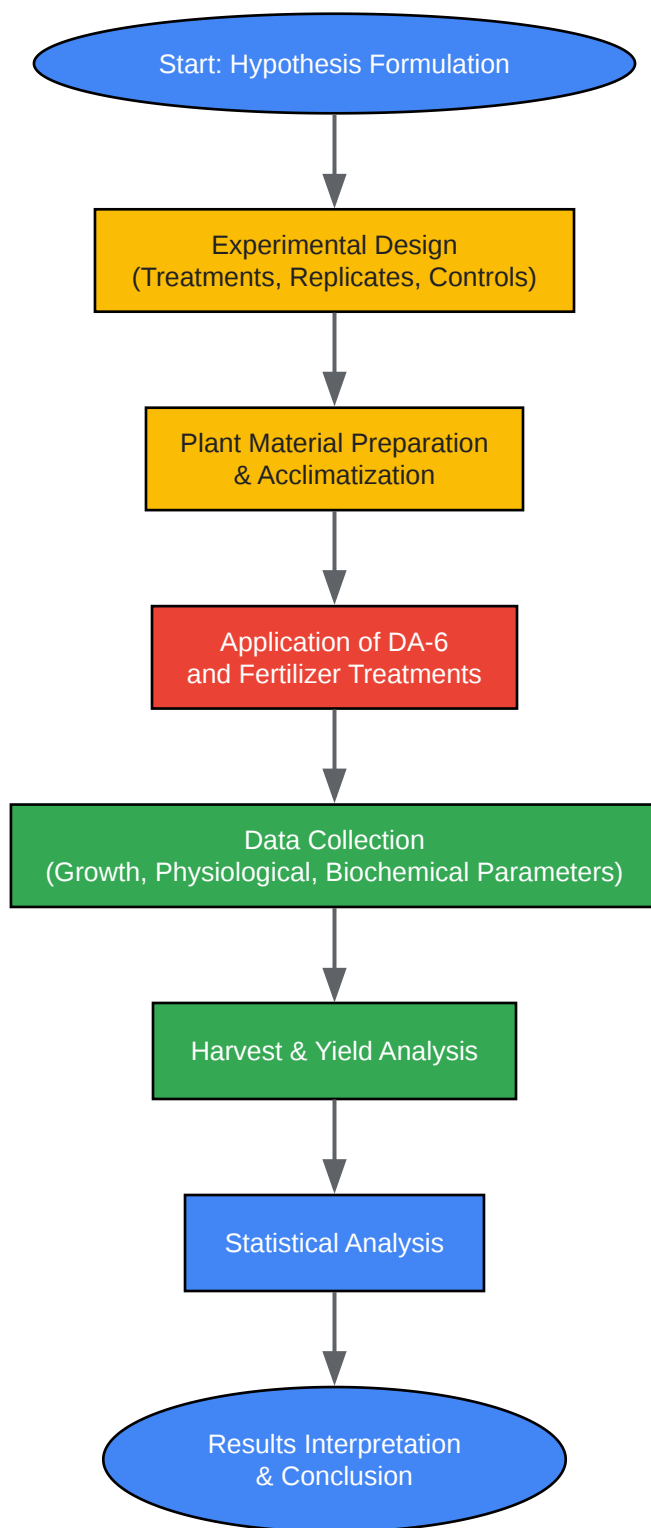 Start: Hypothesis Formulation
Experimental Design
(Treatments, Replicates, Controls)
Plant Material Preparation
& Acclimatization
Application of DA-6
and Fertilizer Treatments
Data Collection
(Growth, Physiological, Biochemical Parameters)
Harvest & Yield Analysis
Statistical Analysis
Results Interpretation
& Conclusion